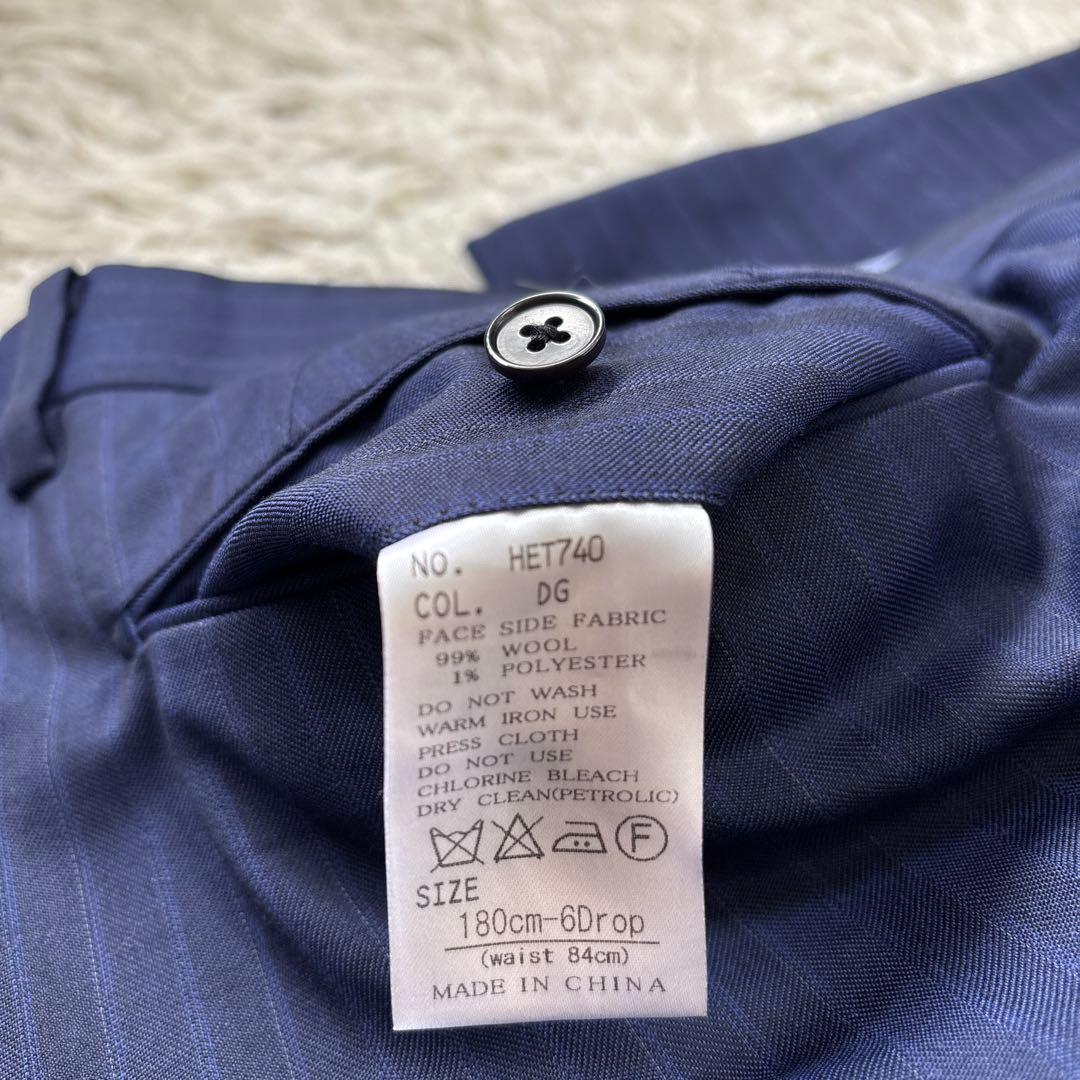 NO. HET740
COL. DG
FACE SIDE FABRIC
99% WOOL
1% POLYESTER
DO NOT WASH
WARM IRON USE
PRESS CLOTH
DO NOT USE
CHLORINE BLEACH
DRY CLEAN(PETROLIC)
F
SIZE
180cm-6Drop
(waist 84cm)
MADE IN CHINA